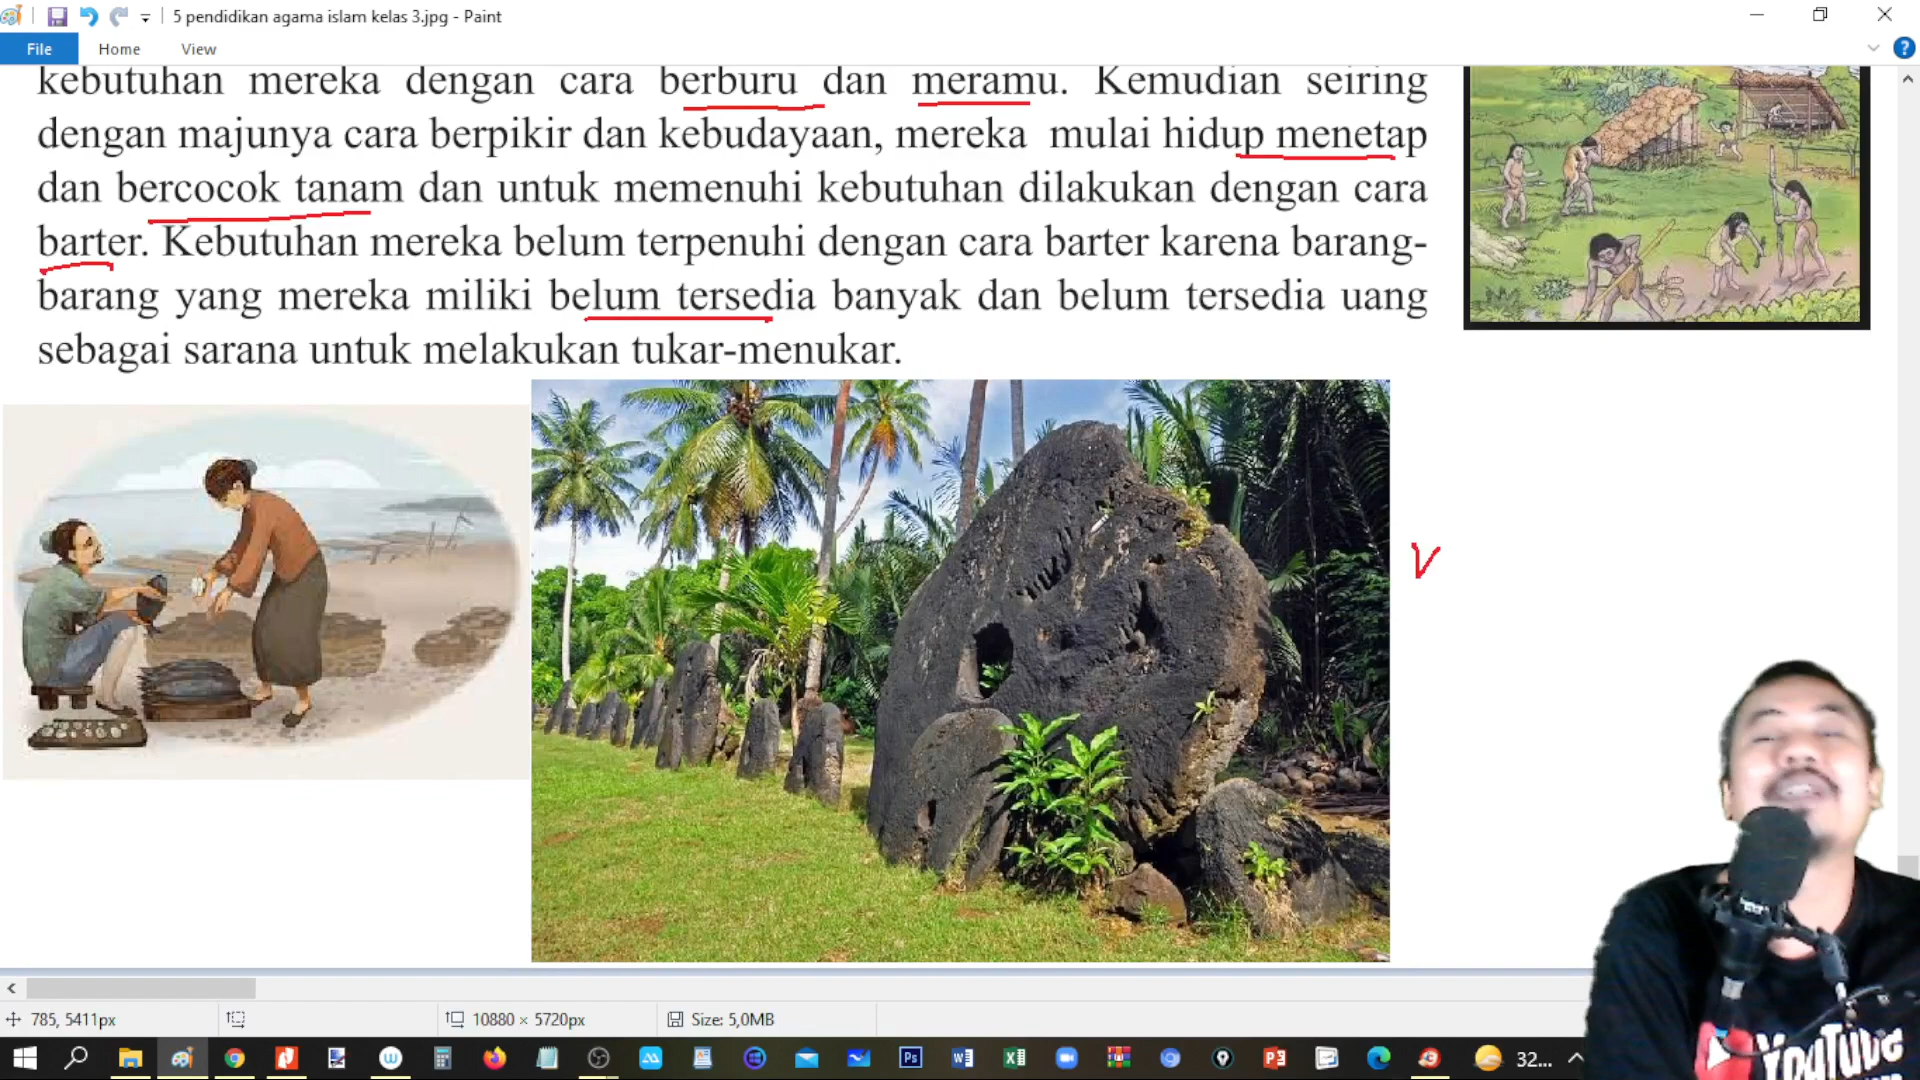 5 pendidikan agama islam kelas 3.jpg - Paint
File Home View
kebutuhan mereka dengan cara berburu dan meramu. Kemudian seiring
dengan majunya cara berpikir dan kebudayaan, mereka mulai hidup menetap
dan bercocok tanam dan untuk memenuhi kebutuhan dilakukan dengan cara
barter. Kebutuhan mereka belum terpenuhi dengan cara barter karena barang-
barang yang mereka miliki belum tersedia banyak dan belum tersedia uang
sebagai sarana untuk melakukan tukar-menukar.
V
785, 5411px
10880 × 5720px
Size: 5,0MB
32...
YouTube